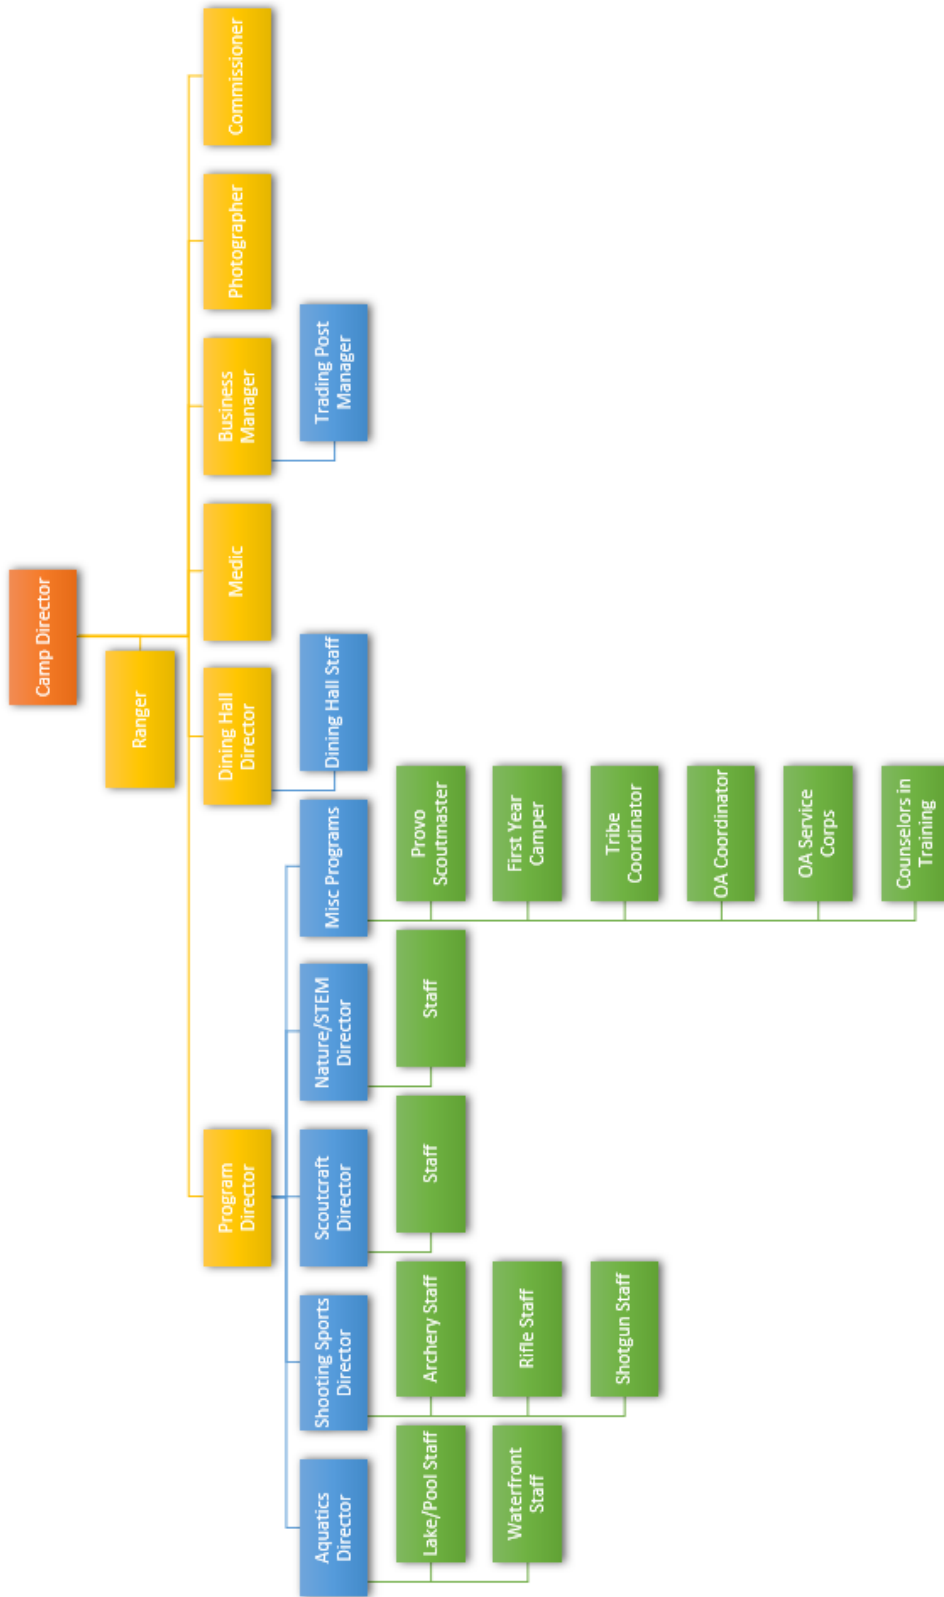 Camp Director
Ranger
Program
Director
Dining Hall
Director
Medic
Business
Manager
Photographer
Commissioner
Aquatics
Director
Shooting Sports
Director
Scoutcraft
Director
Nature/STEM
Director
Misc Programs
Dining Hall Staff
Trading Post
Manager
Lake/Pool Staff
Archery Staff
Staff
Staff
Provo
Scoutmaster
Waterfront
Staff
Rifle Staff
First Year
Camper
Shotgun Staff
Tribe
Coordinator
OA Coordinator
OA Service
Corps
Counselors in
Training